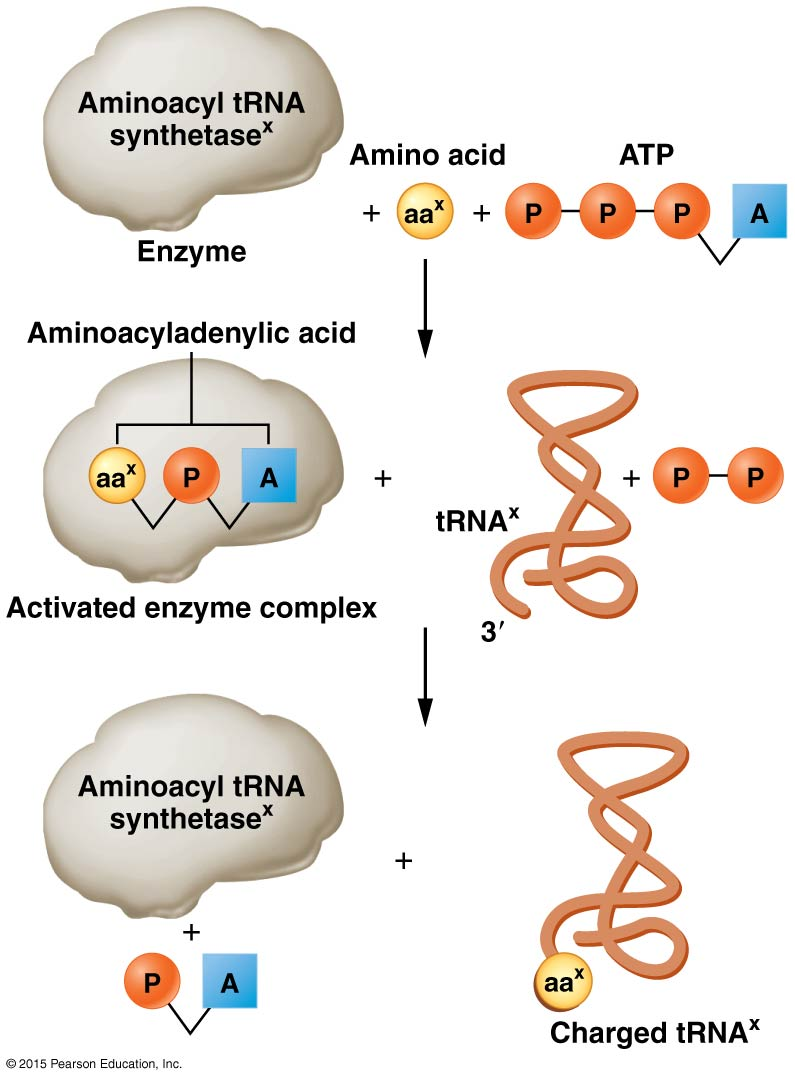 Aminoacyl tRNA
synthetaseˣ
Enzyme
Amino acid
ATP
+ aaˣ + P P P A
Aminoacyladenylic acid
aaˣ P A + + P P
tRNAˣ
3′
Activated enzyme complex
Aminoacyl tRNA
synthetaseˣ
+
+
P A
aaˣ
Charged tRNAˣ
© 2015 Pearson Education, Inc.